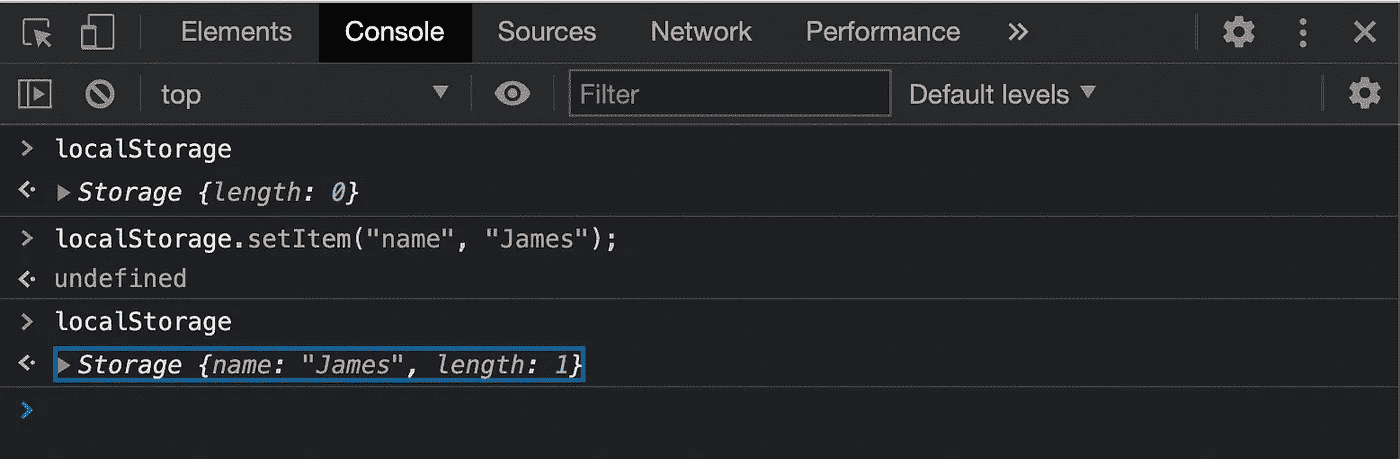 Elements Console Sources Network Performance »
top ▼ Filter Default levels ▼
> localStorage
<· ▶ Storage {length: 0}
> localStorage.setItem("name", "James");
<· undefined
> localStorage
<· ▶ Storage {name: "James", length: 1}
>